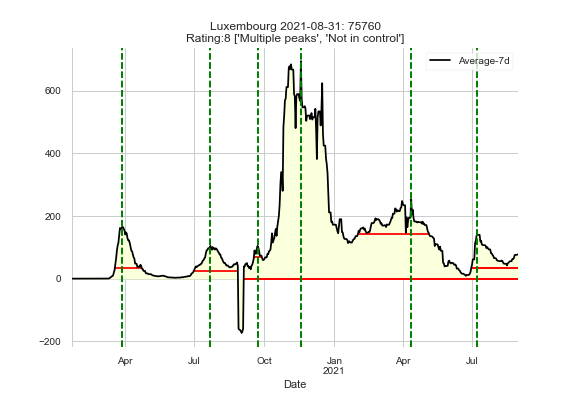 Luxembourg 2021-08-31: 75760
Rating:8 ['Multiple peaks', 'Not in control']
Average-7d
600
400
200
0
−200
Apr
Jul
Oct
Jan
2021
Apr
Jul
Date